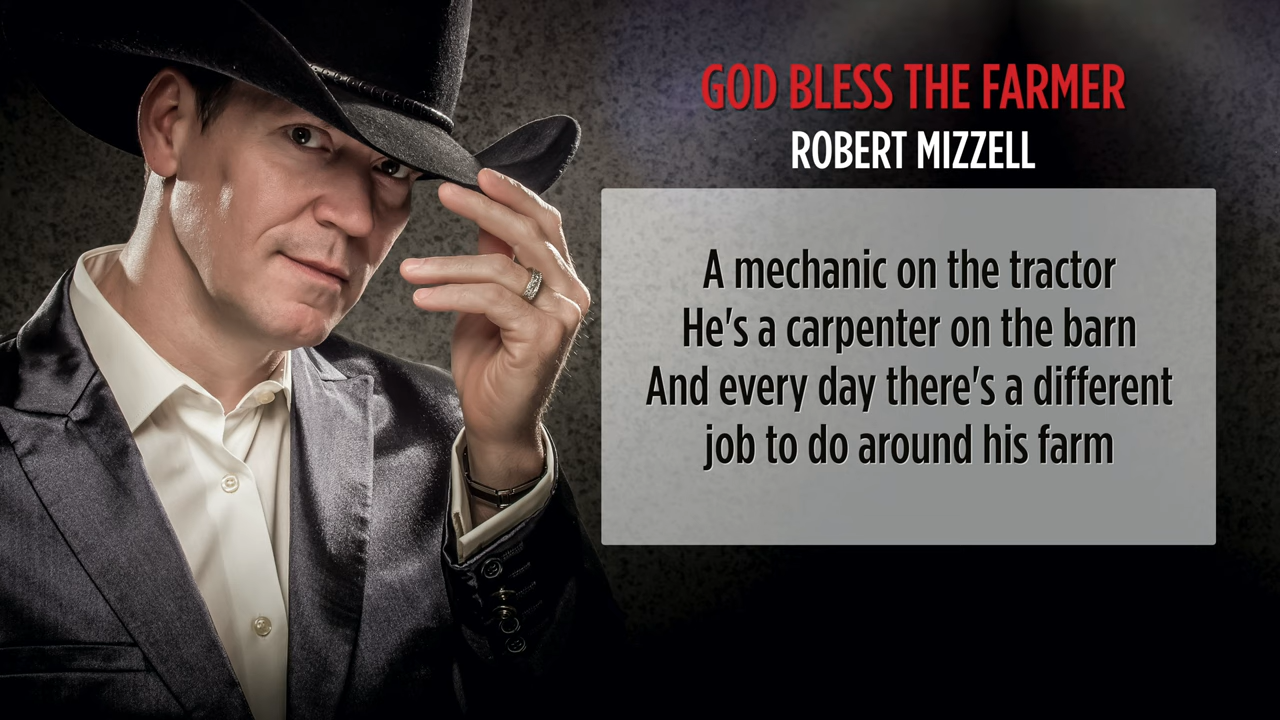 GOD BLESS THE FARMER
ROBERT MIZZELL
A mechanic on the tractor
He's a carpenter on the barn
And every day there's a different
job to do around his farm